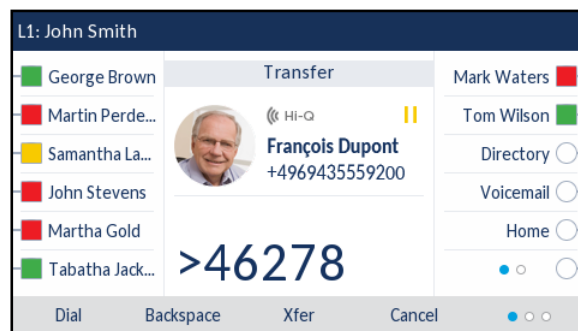 L1: John Smith
George Brown
Martin Perde...
Samantha La...
John Stevens
Martha Gold
Tabatha Jack...
Transfer
Hi-Q
François Dupont
+4969435559200
>46278
Mark Waters
Tom Wilson
Directory
Voicemail
Home
Dial Backspace Xfer Cancel